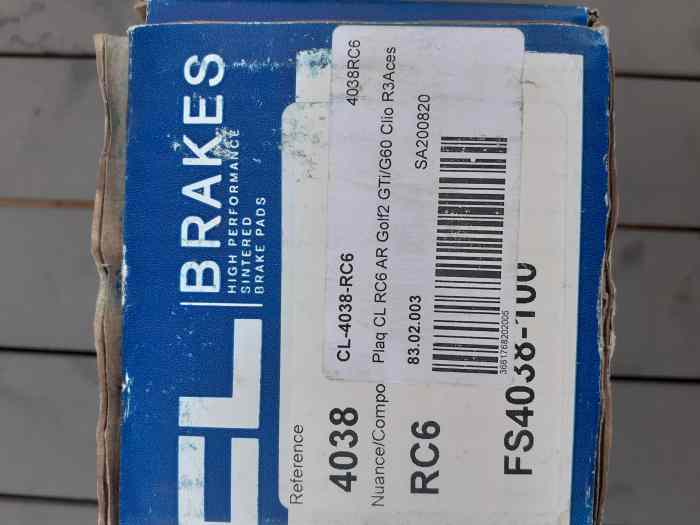 CL
BRAKES
HIGH PERFORMANCE
SINTERED
BRAKE PADS
Reference
4038
Nuance/Compo
RC6
FS4038-100
CL-4038-RC6
4038RC6
Plaq CL RC6 AR Golf2 GTi/G60 Clio R3Aces
83.02.003
SA200820
3661768202005